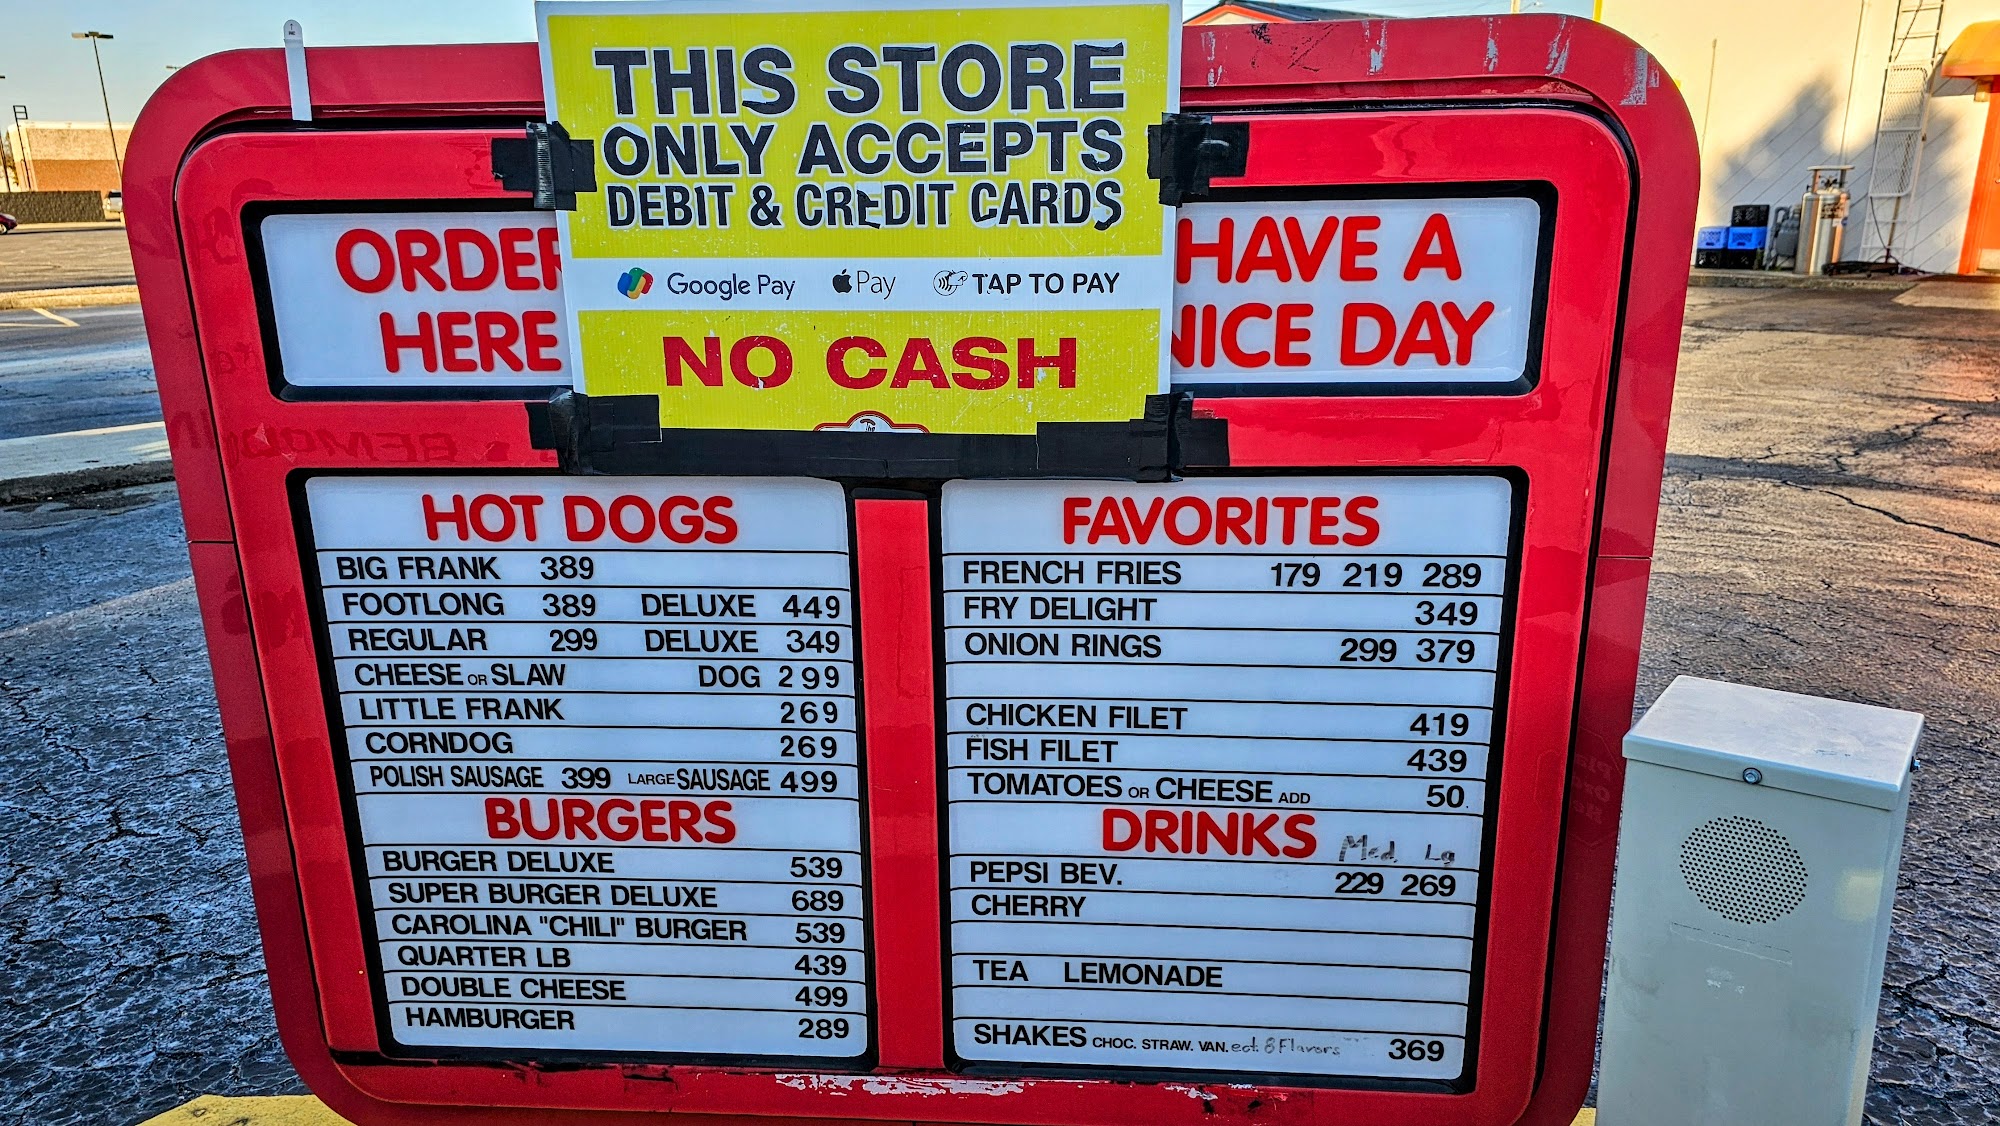 THIS STORE
ONLY ACCEPTS
DEBIT & CREDIT CARDS
Google Pay Pay TAP TO PAY
NO CASH
The
ORDER
HERE
HAVE A
NICE DAY
HOT DOGS
BIG FRANK 389
FOOTLONG 389 DELUXE 449
REGULAR 299 DELUXE 349
CHEESE OR SLAW DOG 299
LITTLE FRANK 269
CORNDOG 269
POLISH SAUSAGE 399 LARGE SAUSAGE 499
BURGERS
BURGER DELUXE 539
SUPER BURGER DELUXE 689
CAROLINA "CHILI" BURGER 539
QUARTER LB 439
DOUBLE CHEESE 499
HAMBURGER 289
FAVORITES
FRENCH FRIES 179 219 289
FRY DELIGHT 349
ONION RINGS 299 379
CHICKEN FILET 419
FISH FILET 439
TOMATOES OR CHEESE ADD 50
DRINKS Med Lg
PEPSI BEV. 229 269
CHERRY
TEA LEMONADE
SHAKES CHOC. STRAW. VAN. ect. 8 Flavors 369